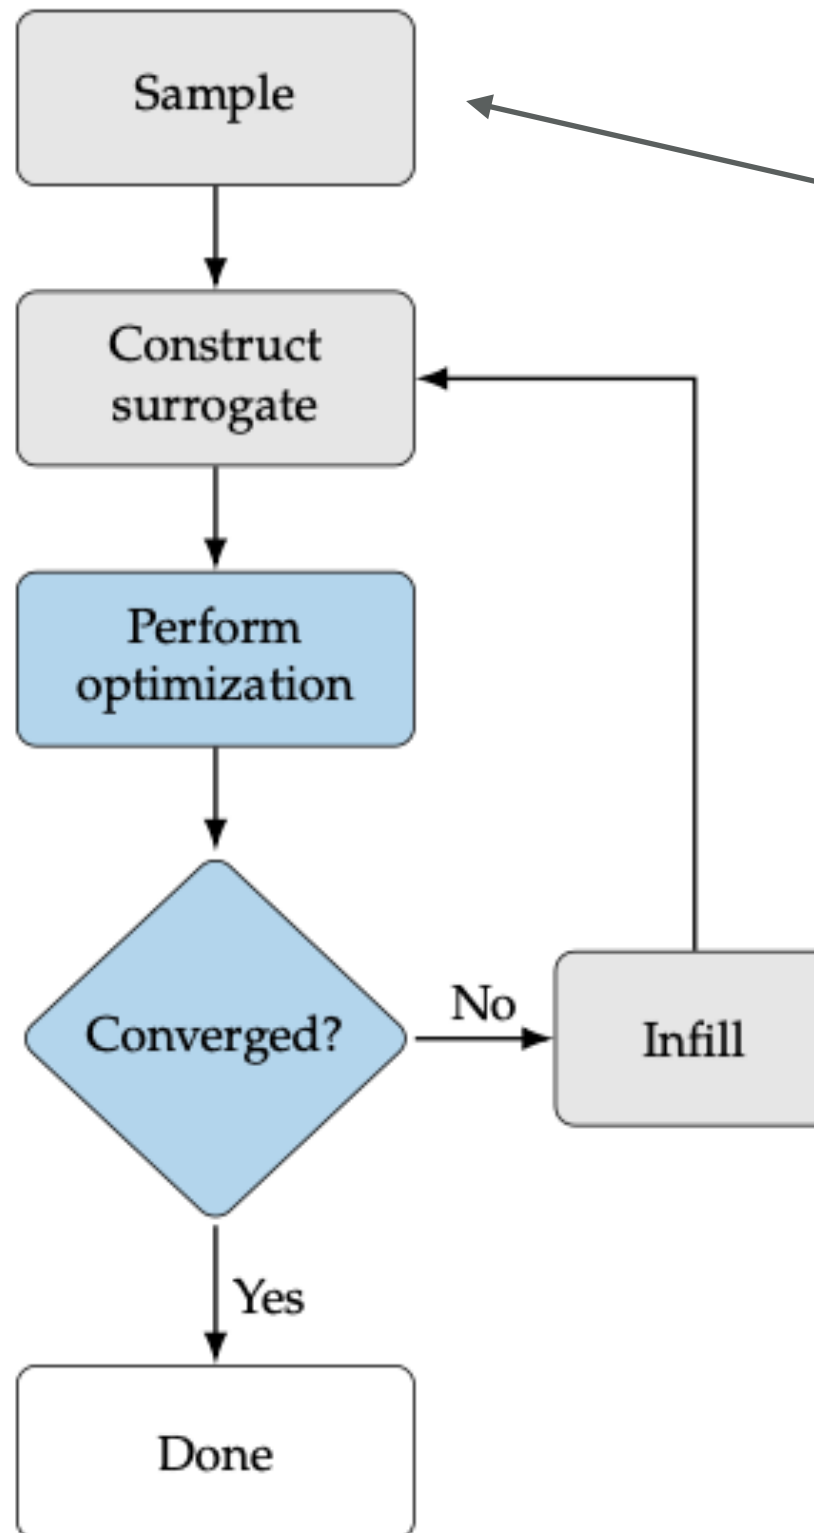 Sample
Construct
surrogate
Perform
optimization
Converged?
No
Infill
Yes
Done